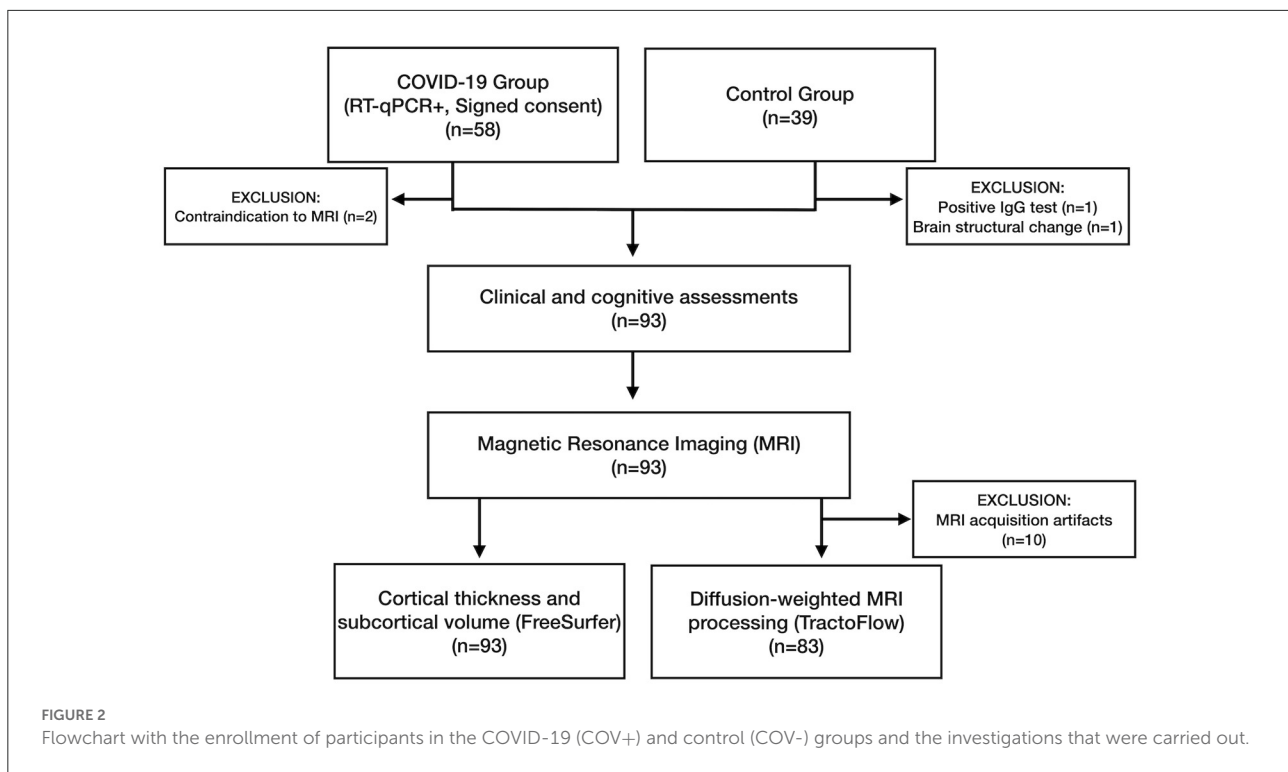 COVID-19 Group
(RT-qPCR+, Signed consent)
(n=58)
Control Group
(n=39)
EXCLUSION:
Contraindication to MRI (n=2)
EXCLUSION:
Positive IgG test (n=1)
Brain structural change (n=1)
Clinical and cognitive assessments
(n=93)
Magnetic Resonance Imaging (MRI)
(n=93)
EXCLUSION:
MRI acquisition artifacts
(n=10)
Cortical thickness and
subcortical volume (FreeSurfer)
(n=93)
Diffusion-weighted MRI
processing (TractoFlow)
(n=83)
FIGURE 2
Flowchart with the enrollment of participants in the COVID-19 (COV+) and control (COV-) groups and the investigations that were carried out.